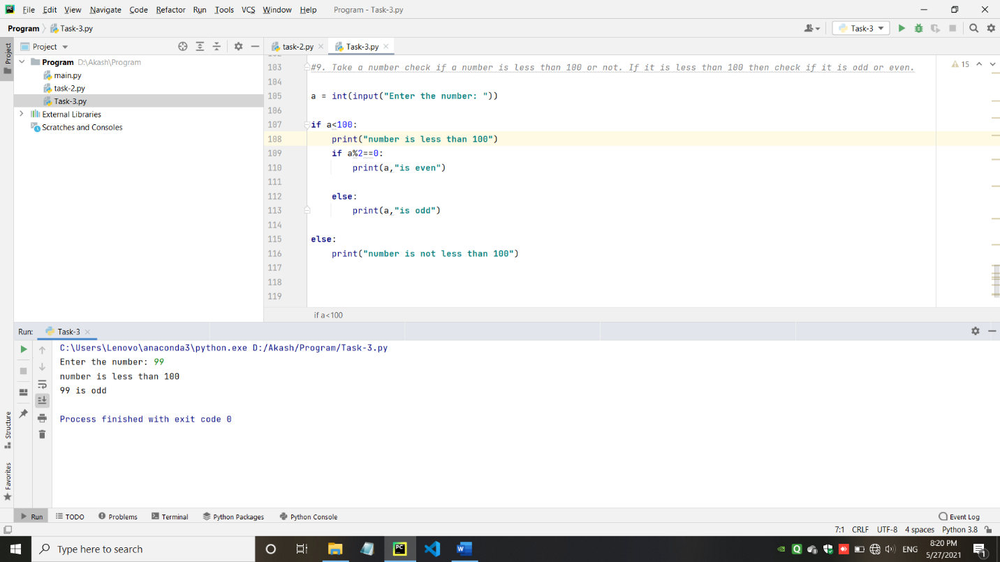 File Edit View Navigate Code Refactor Run Tools VCS Window Help Program - Task-3.py
Program Task-3.py Task-3
Project
Project
task-2.py Task-3.py
Program D:\Akash\Program
main.py
task-2.py
Task-3.py
External Libraries
Scratches and Consoles
15
103 #9. Take a number check if a number is less than 100 or not. If it is less than 100 then check if it is odd or even.
104
105 a = int(input("Enter the number: "))
106
107 if a<100:
108 print("number is less than 100")
109 if a%2==0:
110 print(a,"is even")
111
112 else:
113 print(a,"is odd")
114
115 else:
116 print("number is not less than 100")
117
118
119
if a<100
Run: Task-3
C:\Users\Lenovo\anaconda3\python.exe D:/Akash/Program/Task-3.py
Enter the number: 99
number is less than 100
99 is odd
Process finished with exit code 0
Structure
Favorites
Run TODO Problems Terminal Python Packages Python Console Event Log
7:1 CRLF UTF-8 4 spaces Python 3.8
Type here to search
ENG
8:20 PM
5/27/2021
1